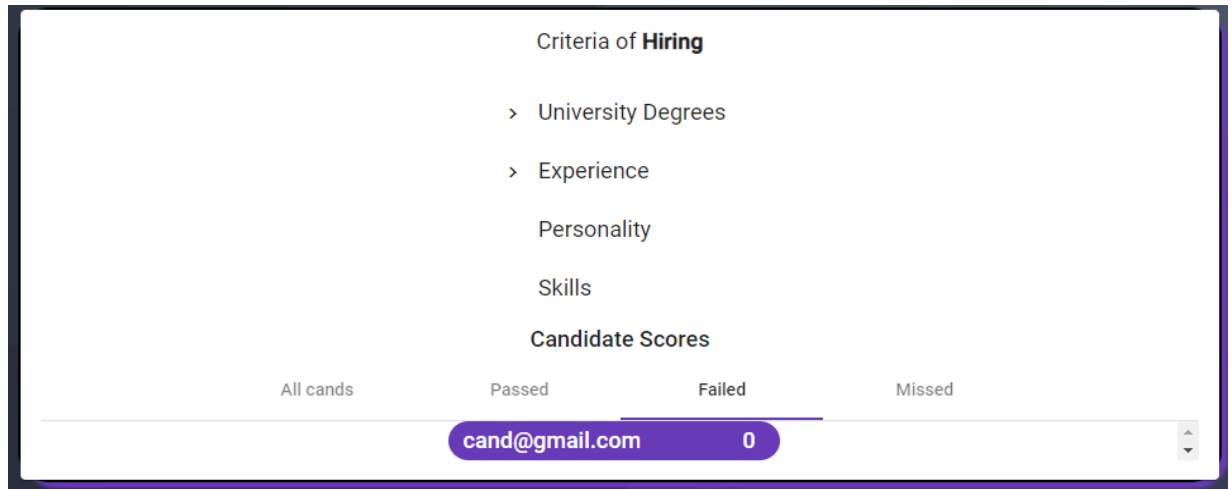 Criteria of Hiring
University Degrees
Experience
Personality
Skills
Candidate Scores
All cands Passed Failed Missed
cand@gmail.com 0